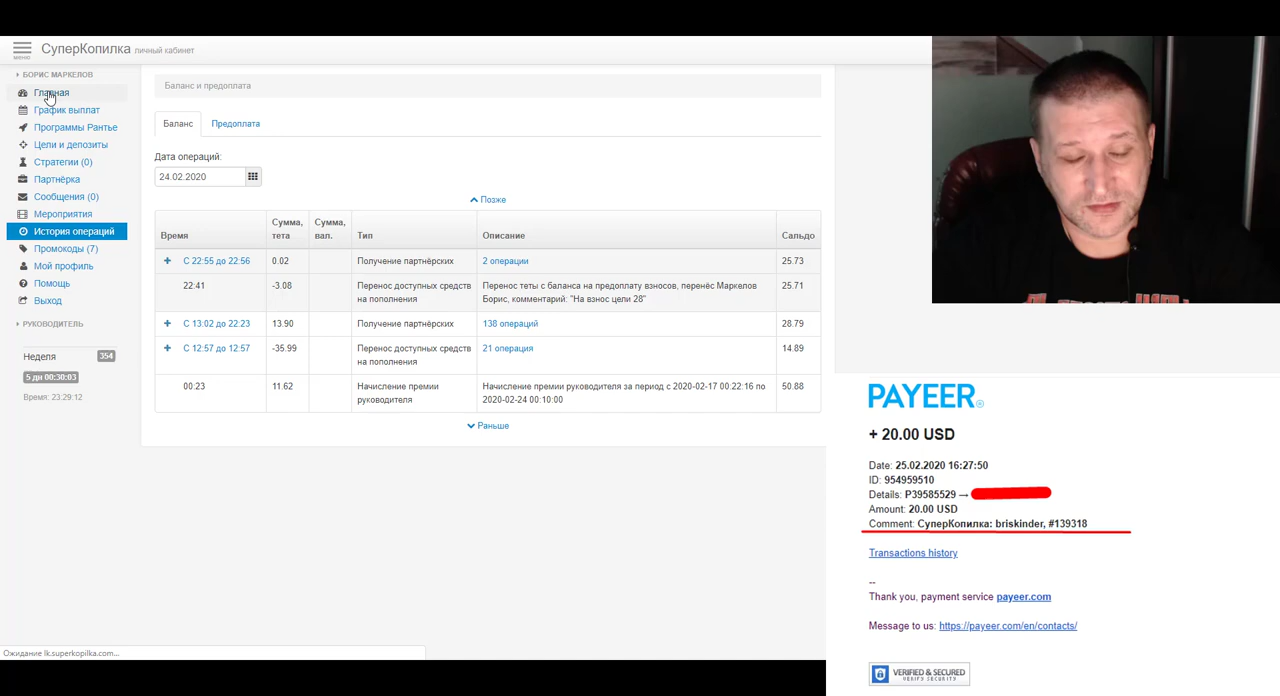 меню
СуперКопилка личный кабинет
БОРИС МАРКЕЛОВ
Главная
График выплат
Программы Рантье
Цели и депозиты
Стратегии (0)
Партнёрка
Сообщения (0)
Мероприятия
История операций
Промокоды (7)
Мой профиль
Помощь
Выход
РУКОВОДИТЕЛЬ
Неделя 354
5 дн 00:30:03
Время: 23:29:12
Баланс и предоплата
Баланс Предоплата
Дата операций:
24.02.2020
Позже
Время Сумма, тета Сумма, вал. Тип Описание Сальдо
С 22:55 до 22:56 0.02 Получение партнёрских 2 операции 25.73
22:41 -3.08 Перенос доступных средств Перенос теты с баланса на предоплату взносов, перенёс Маркелов 25.71
на пополнения Борис, комментарий: "На взнос цели 28"
С 13:02 до 22:23 13.90 Получение партнёрских 138 операций 28.79
С 12:57 до 12:57 -35.99 Перенос доступных средств 21 операция 14.89
на пополнения
00:23 11.62 Начисление премии Начисление премии руководителя за период с 2020-02-17 00:22:16 по 50.88
руководителя 2020-02-24 00:10:00
Раньше
Ожидание lk.superkopilka.com...
PAYEER®
+ 20.00 USD
Date: 25.02.2020 16:27:50
ID: 954959510
Details: P39585529 →
Amount: 20.00 USD
Comment: СуперКопилка: briskinder, #139318
Transactions history
--
Thank you, payment service payeer.com
Message to us: https://payeer.com/en/contacts/
VERIFIED & SECURED
VERIFY SECURITY